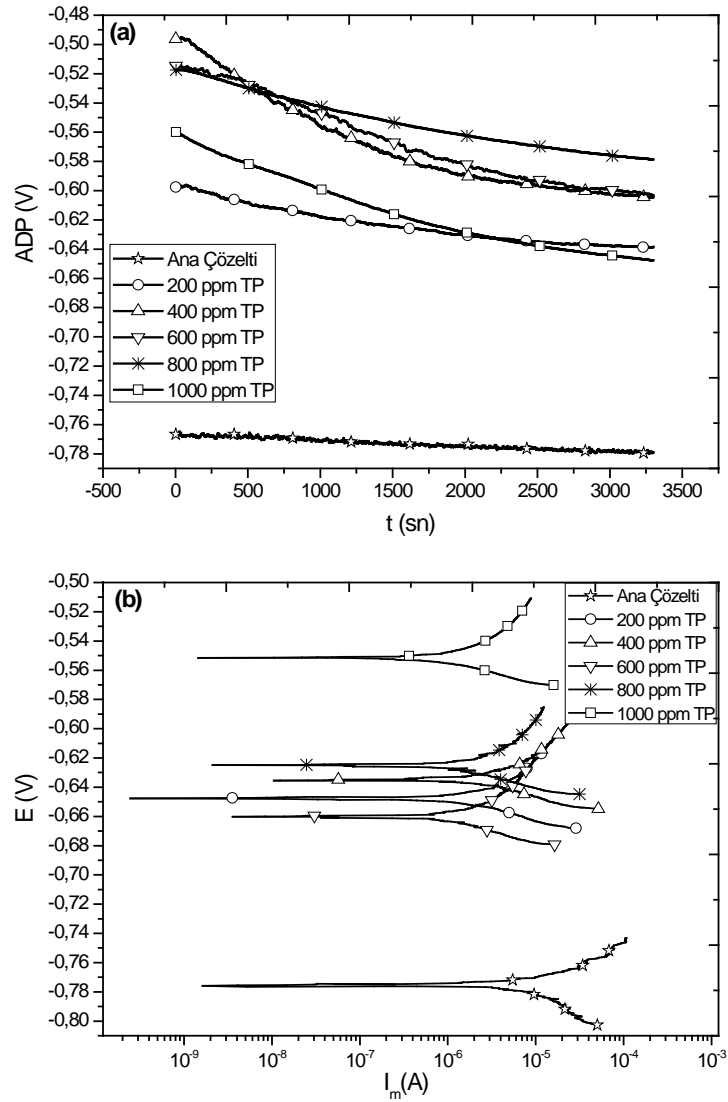 (a)
-0,48
-0,50
-0,52
-0,54
-0,56
-0,58
-0,60
-0,62
-0,64
-0,66
-0,68
-0,70
-0,72
-0,74
-0,76
-0,78
ADP (V)
Ana Çözelti
200 ppm TP
400 ppm TP
600 ppm TP
800 ppm TP
1000 ppm TP
-500 0 500 1000 1500 2000 2500 3000 3500
t (sn)
(b)
-0,50
-0,52
-0,54
-0,56
-0,58
-0,60
-0,62
-0,64
-0,66
-0,68
-0,70
-0,72
-0,74
-0,76
-0,78
-0,80
E (V)
Ana Çözelti
200 ppm TP
400 ppm TP
600 ppm TP
800 ppm TP
1000 ppm TP
10-9 10-8 10-7 10-6 10-5 10-4 10-3
Im(A)